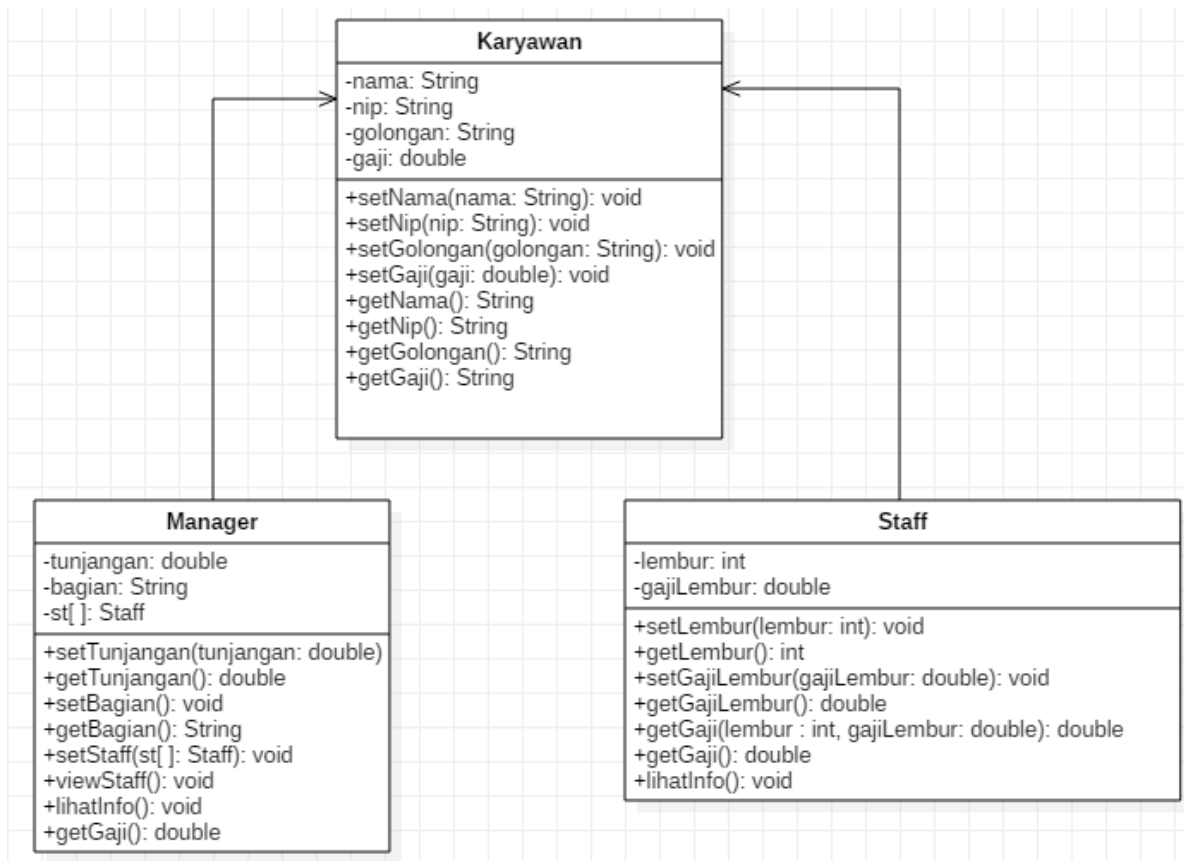 Karyawan
-nama: String
-nip: String
-golongan: String
-gaji: double
+setNama(nama: String): void
+setNip(nip: String): void
+setGolongan(golongan: String): void
+setGaji(gaji: double): void
+getNama(): String
+getNip(): String
+getGolongan(): String
+getGaji(): String
Manager
-tunjangan: double
-bagian: String
-st[ ]: Staff
+setTunjangan(tunjangan: double)
+getTunjangan(): double
+setBagian(): void
+getBagian(): String
+setStaff(st[ ]: Staff): void
+viewStaff(): void
+lihatInfo(): void
+getGaji(): double
Staff
-lembur: int
-gajiLembur: double
+setLembur(lembur: int): void
+getLembur(): int
+setGajiLembur(gajiLembur: double): void
+getGajiLembur(): double
+getGaji(lembur : int, gajiLembur: double): double
+getGaji(): double
+lihatInfo(): void